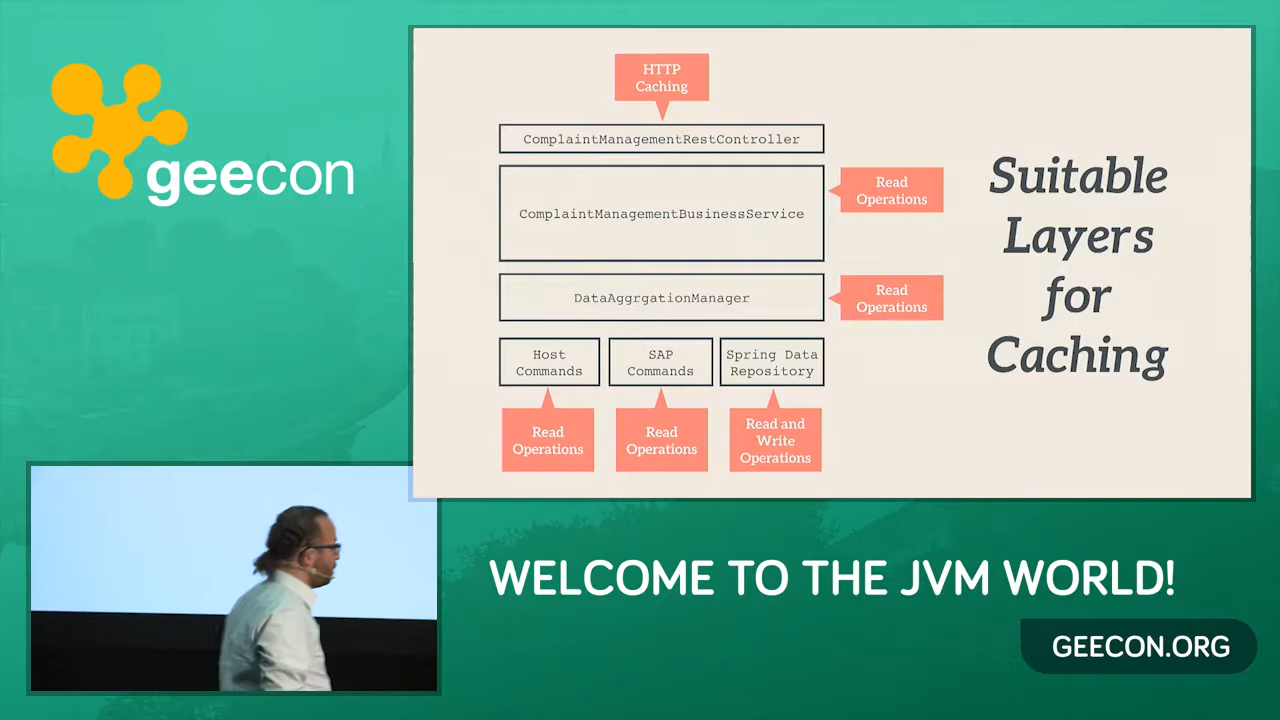 geecon
HTTP
Caching
ComplaintManagementRestController
ComplaintManagementBusinessService
Read
Operations
DataAggrgationManager
Read
Operations
Host
Commands
SAP
Commands
Spring Data
Repository
Read
Operations
Read
Operations
Read and
Write
Operations
Suitable
Layers
for
Caching
WELCOME TO THE JVM WORLD!
GEECON.ORG